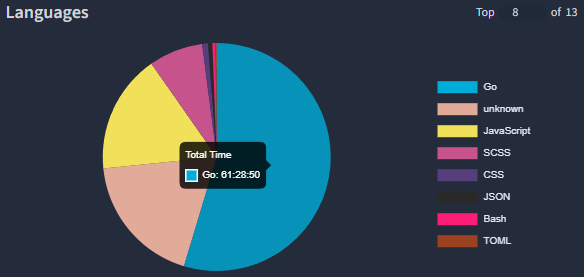 Languages
Top 8 of 13
Total Time
Go: 61:28:50
Go
unknown
JavaScript
SCSS
CSS
JSON
Bash
TOML